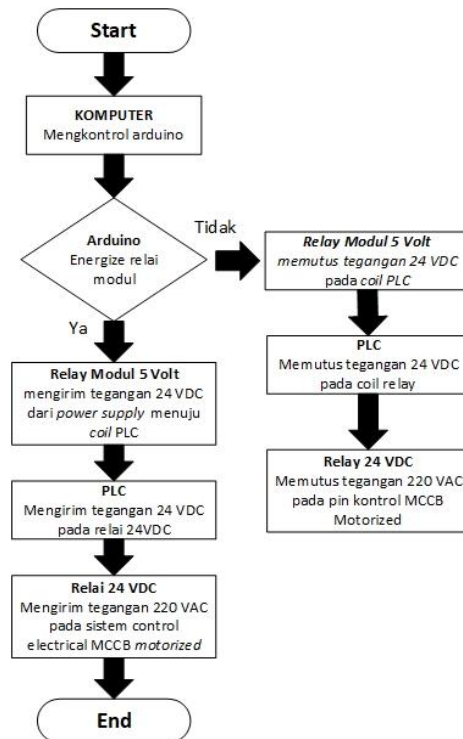 Start
KOMPUTER
Mengkontrol arduino
Arduino
Energize relai
modul
Tidak
Relay Modul 5 Volt
memutus tegangan 24 VDC
pada coil PLC
PLC
Memutus tegangan 24 VDC
pada coil relay
Relay 24 VDC
Memutus tegangan 220 VAC
pada pin kontrol MCCB
Motorized
Ya
Relay Modul 5 Volt
mengirim tegangan 24 VDC
dari power supply menuju
coil PLC
PLC
Mengirim tegangan 24 VDC
pada relai 24VDC
Relai 24 VDC
Mengirim tegangan 220 VAC
pada sistem control
electrical MCCB motorized
End